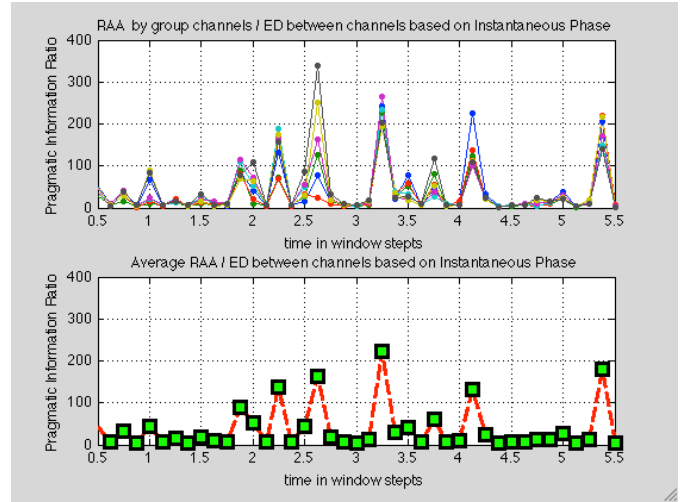 RAA by group channels / ED between channels based on Instantaneous Phase
Pragmatic Information Ratio
400
300
200
100
0
0.5 1 1.5 2 2.5 3 3.5 4 4.5 5 5.5
time in window stepts
Average RAA / ED between channels based on Instantaneous Phase
Pragmatic Information Ratio
400
300
200
100
0
0.5 1 1.5 2 2.5 3 3.5 4 4.5 5 5.5
time in window stepts